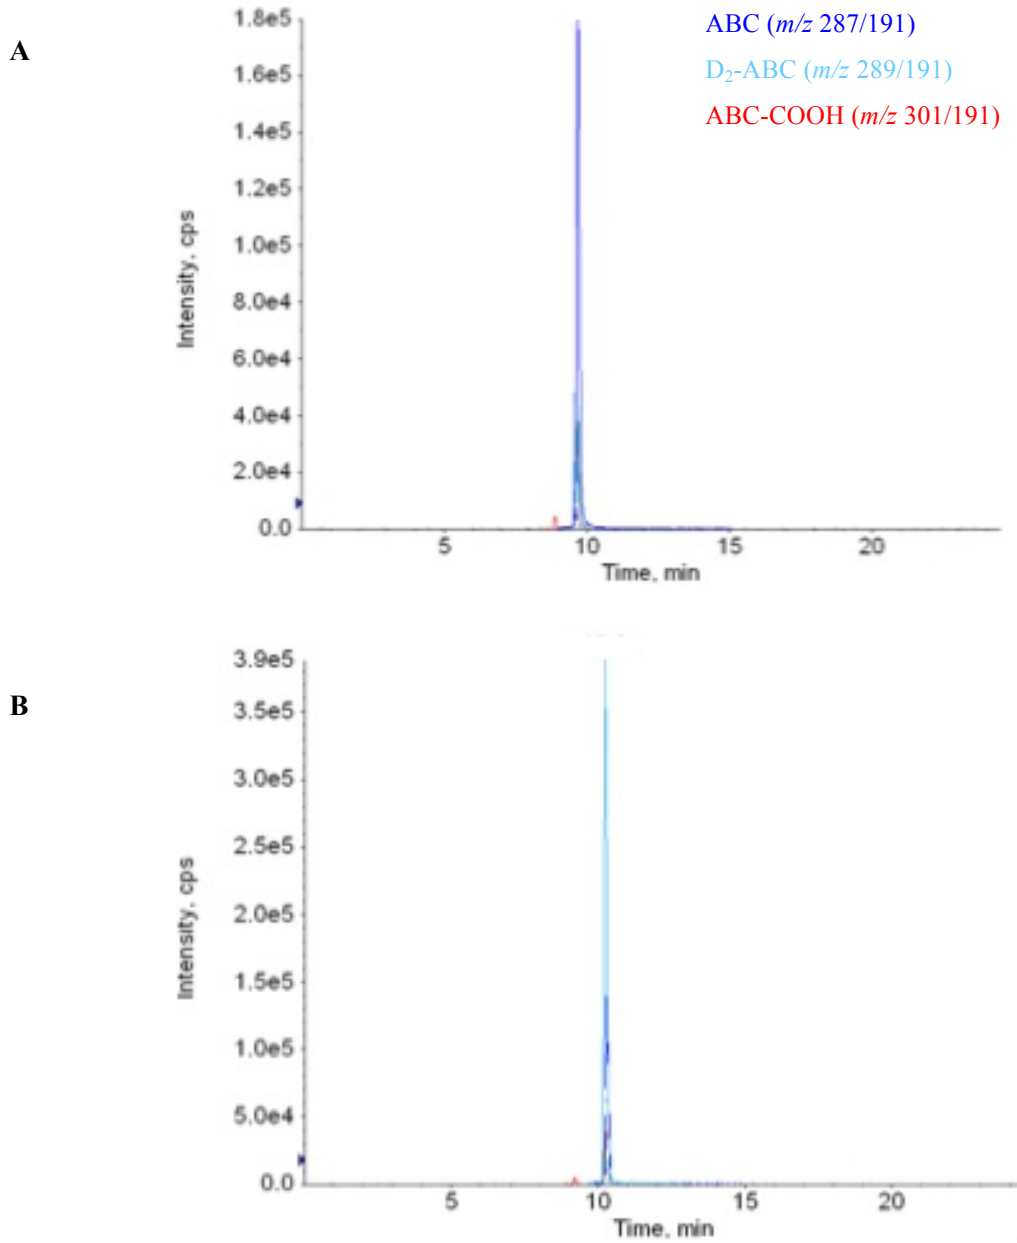 A
ABC (m/z 287/191)
D₂-ABC (m/z 289/191)
ABC-COOH (m/z 301/191)
1.8e5
1.6e5
1.4e5
1.2e5
1.0e5
8.0e4
6.0e4
4.0e4
2.0e4
0.0
Intensity, cps
5 10 15 20
Time, min
B
3.9e5
3.5e5
3.0e5
2.5e5
2.0e5
1.5e5
1.0e5
5.0e4
0.0
Intensity, cps
5 10 15 20
Time, min